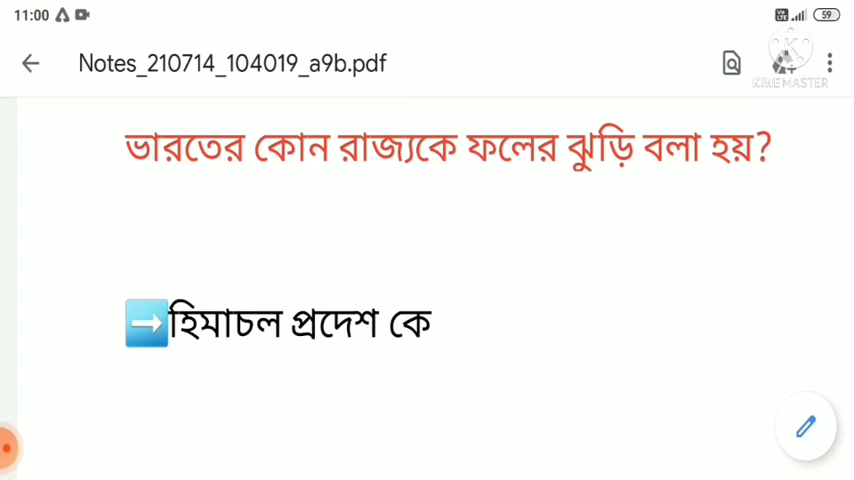 11:00
59
Notes_210714_104019_a9b.pdf
KINEMASTER
ভারতের কোন রাজ্যকে ফলের ঝুড়ি বলা হয়?
➡হিমাচল প্রদেশ কে